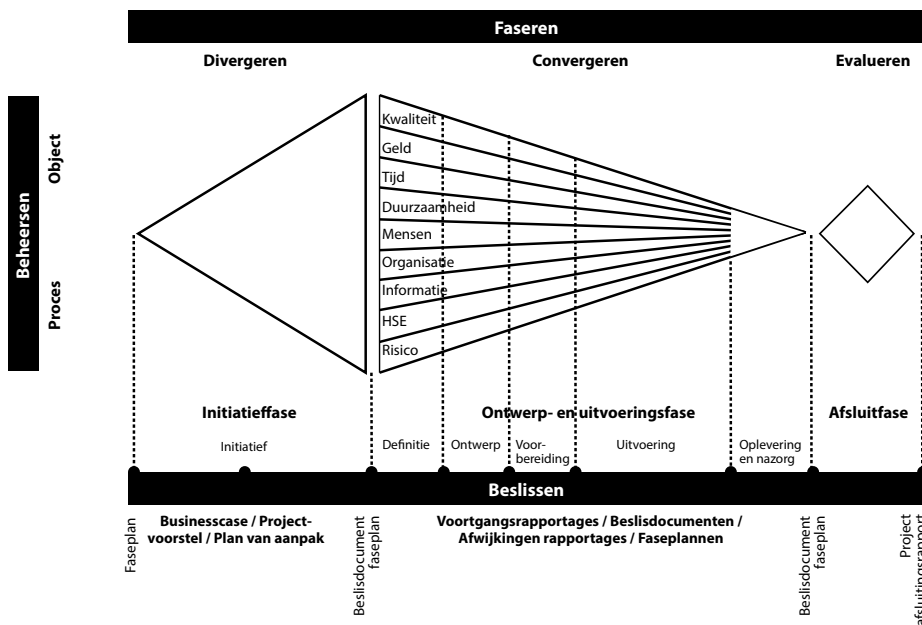 Faseren
Divergeren
Convergeren
Evalueren
Beheersen
Object
Proces
Kwaliteit
Geld
Tijd
Duurzaamheid
Mensen
Organisatie
Informatie
HSE
Risico
Initiatieffase
Ontwerp- en uitvoeringsfase
Afsluitfase
Initiatief
Definitie
Ontwerp
Voor-
bereiding
Uitvoering
Oplevering
en nazorg
Beslissen
Faseplan
Businesscase / Project-
voorstel / Plan van aanpak
Beslisdocument
faseplan
Voortgangsrapportages / Beslisdocumenten /
Afwijkingen rapportages / Faseplannen
Beslisdocument
faseplan
Project
afsluitingsrapport